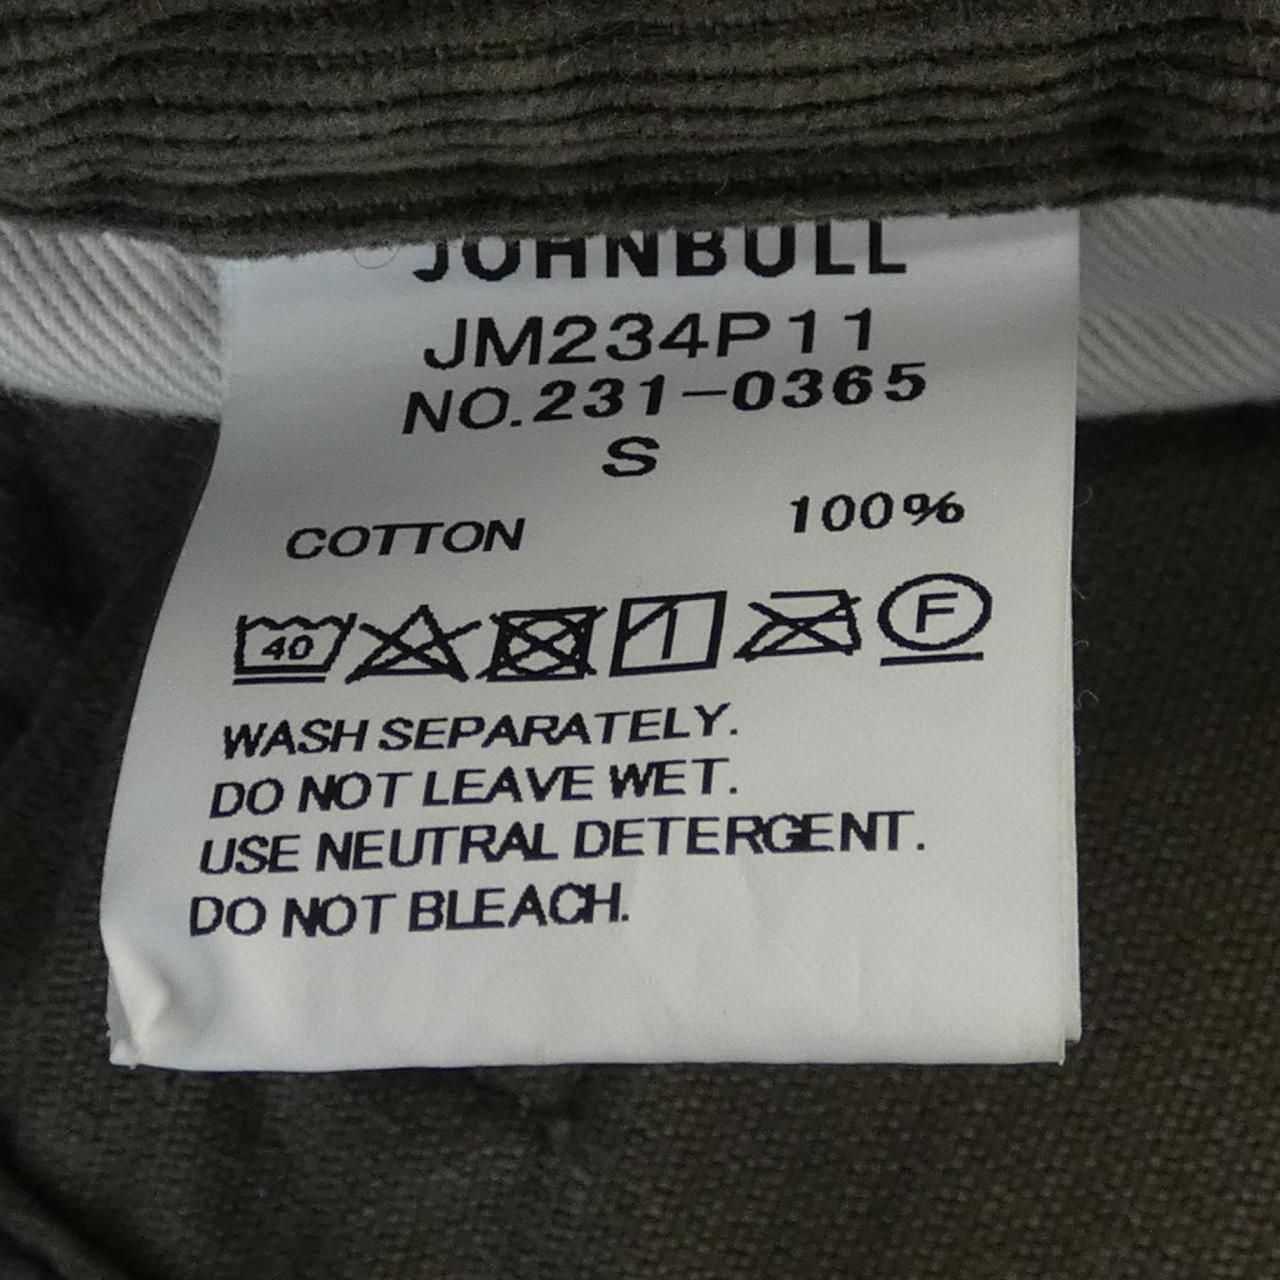 JOHNBULL
JM234P11
NO.231-0365
S
COTTON 100%
40 F
WASH SEPARATELY.
DO NOT LEAVE WET.
USE NEUTRAL DETERGENT.
DO NOT BLEACH.